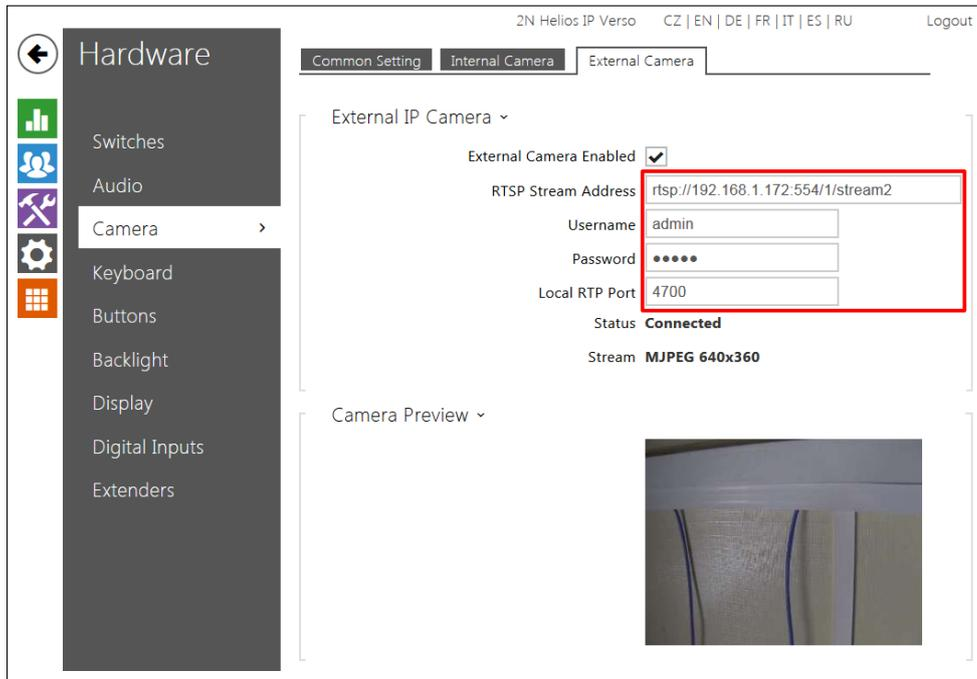 2N Helios IP Verso CZ | EN | DE | FR | IT | ES | RU Logout
Hardware
Switches
Audio
Camera
Keyboard
Buttons
Backlight
Display
Digital Inputs
Extenders
Common Setting Internal Camera External Camera
External IP Camera
External Camera Enabled
RTSP Stream Address rtsp://192.168.1.172:554/1/stream2
Username admin
Password •••••
Local RTP Port 4700
Status Connected
Stream MJPEG 640x360
Camera Preview